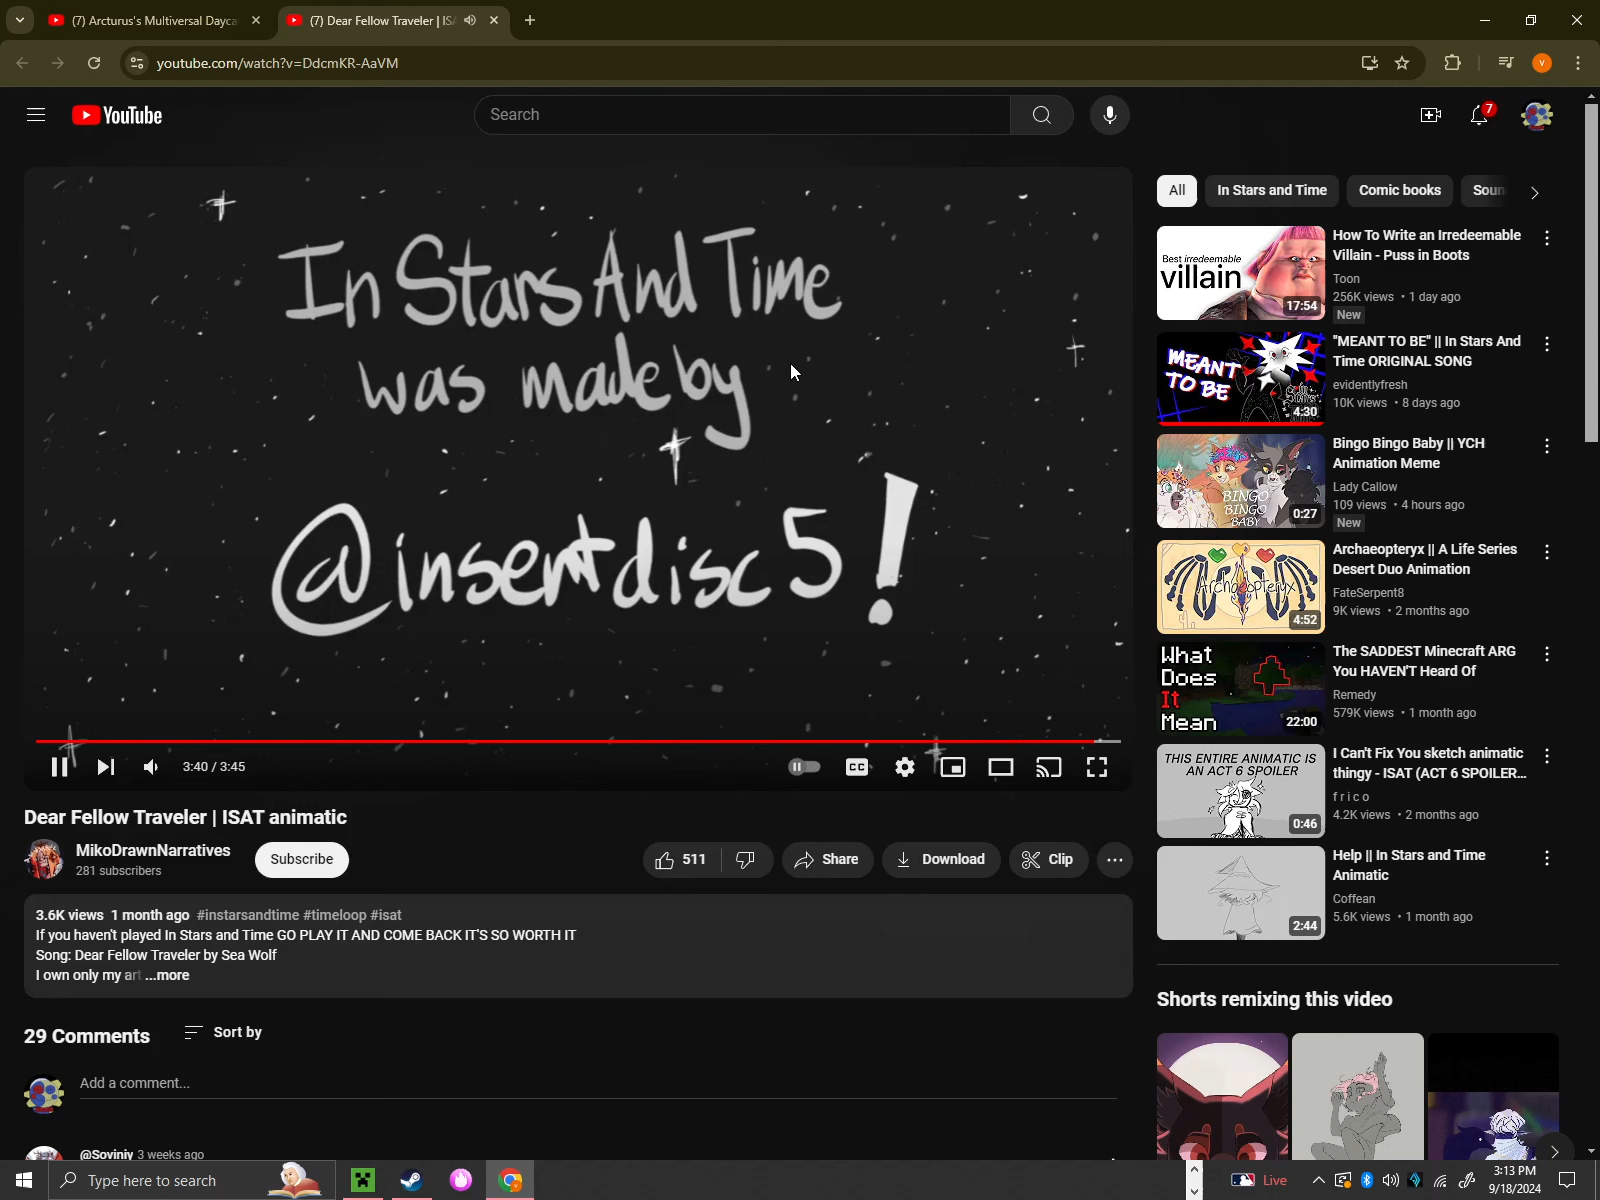 (7) Arcturus's Multiversal Dayca
(7) Dear Fellow Traveler | IS
youtube.com/watch?v=DdcmKR-AaVM
V
YouTube
Search
7
In Stars And Time
was made by
@insertdisc5!
3:40 / 3:45
CC
Dear Fellow Traveler | ISAT animatic
MikoDrawnNarratives
281 subscribers
Subscribe
511
Share
Download
Clip
3.6K views 1 month ago #instarsandtime #timeloop #isat
If you haven't played In Stars and Time GO PLAY IT AND COME BACK IT'S SO WORTH IT
Song: Dear Fellow Traveler by Sea Wolf
I own only my art ...more
29 Comments
Sort by
Add a comment...
@Soviniy 3 weeks ago
All
In Stars and Time
Comic books
Soun
Best irredeemable
villain
17:54
How To Write an Irredeemable
Villain - Puss in Boots
Toon
256K views • 1 day ago
New
MEANT
TO BE
4:30
"MEANT TO BE" || In Stars And
Time ORIGINAL SONG
evidentlyfresh
10K views • 8 days ago
BINGO
BINGO
BABY
0:27
Bingo Bingo Baby || YCH
Animation Meme
Lady Callow
109 views • 4 hours ago
New
Archaeopteryx
4:52
Archaeopteryx || A Life Series
Desert Duo Animation
FateSerpent8
9K views • 2 months ago
What
Does
It
Mean
22:00
The SADDEST Minecraft ARG
You HAVEN'T Heard Of
Remedy
579K views • 1 month ago
THIS ENTIRE ANIMATIC IS
AN ACT 6 SPOILER
0:46
I Can't Fix You sketch animatic
thingy - ISAT (ACT 6 SPOILER...
f r i c o
4.2K views • 2 months ago
2:44
Help || In Stars and Time
Animatic
Coffean
5.6K views • 1 month ago
Shorts remixing this video
Type here to search
Live
3:13 PM
9/18/2024